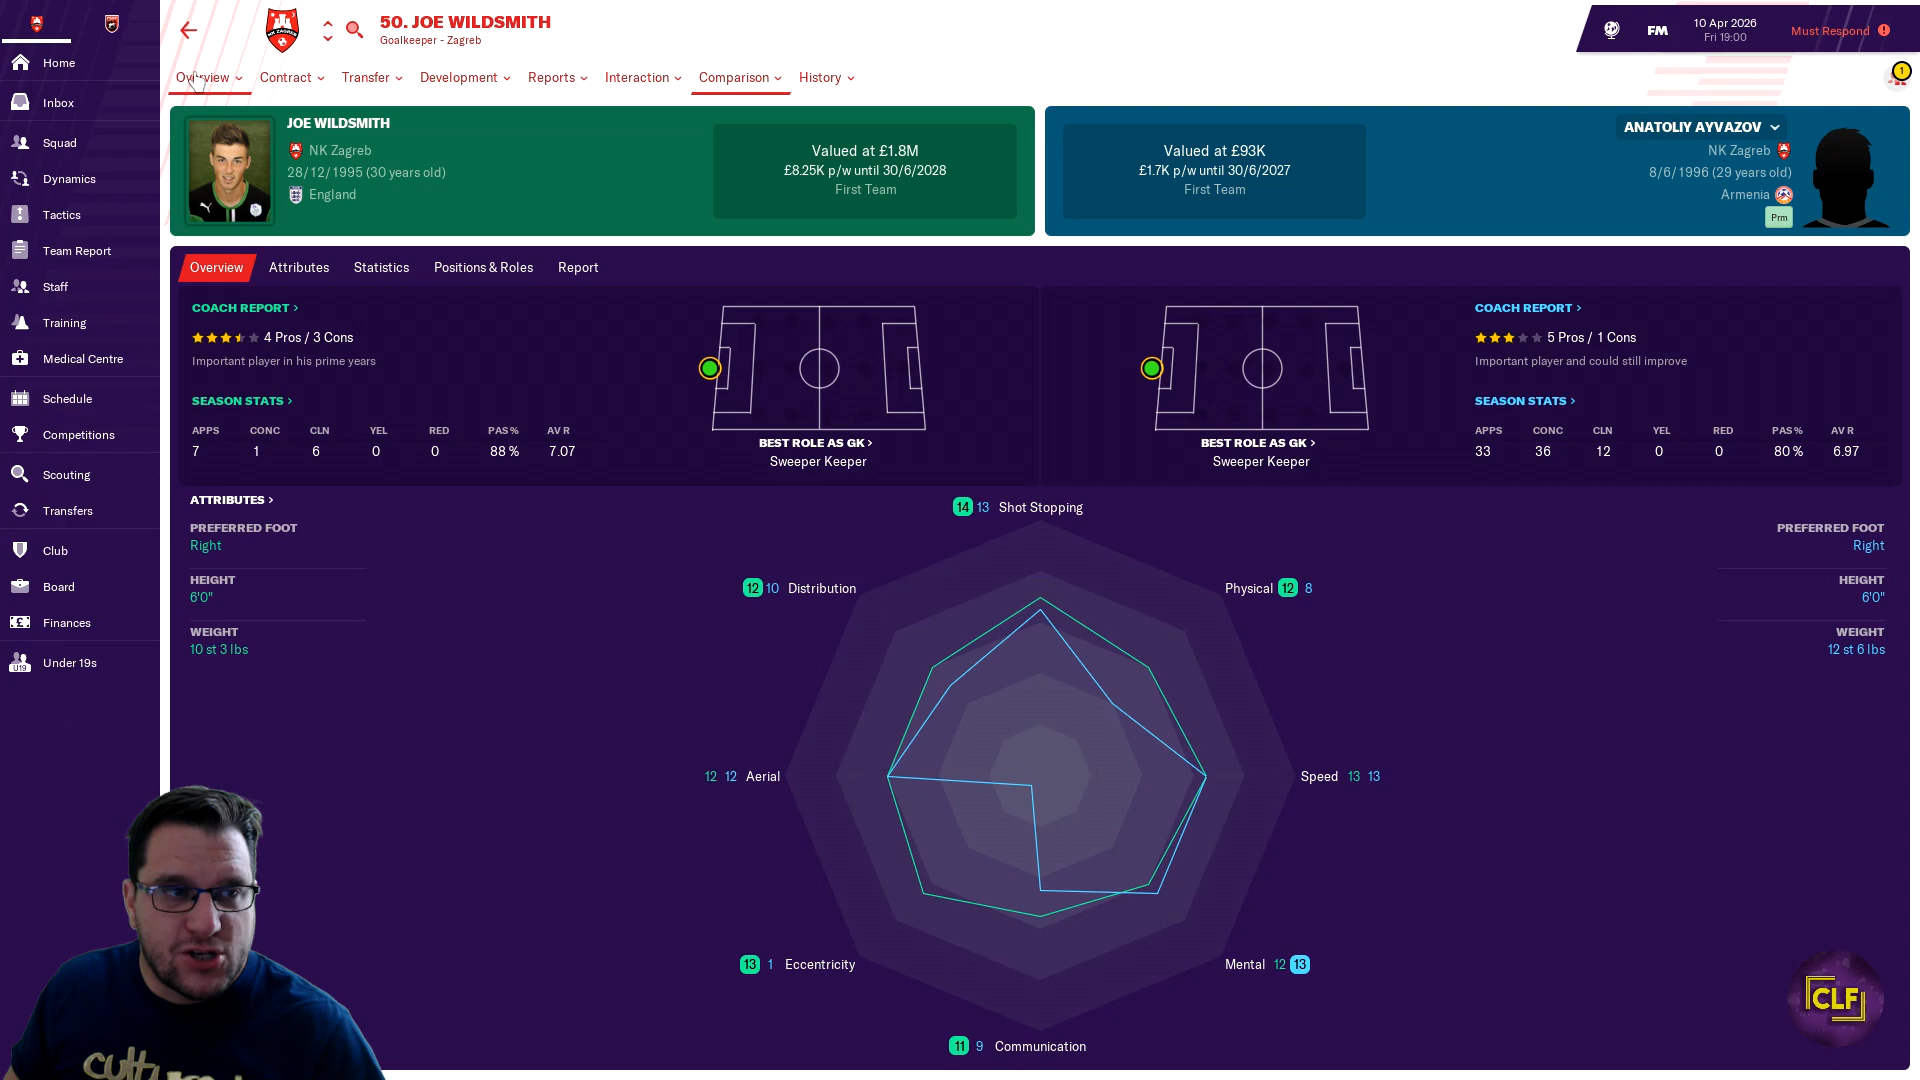 50. JOE WILDSMITH
Goalkeeper - Zagreb
FM
10 Apr 2026
Fri 19:00
Must Respond
1
Home
Inbox
Squad
Dynamics
Tactics
Team Report
Staff
Training
Medical Centre
Schedule
Competitions
Scouting
Transfers
Club
Board
Finances
U19
Under 19s
Overview
Contract
Transfer
Development
Reports
Interaction
Comparison
History
JOE WILDSMITH
NK Zagreb
28/12/1995 (30 years old)
England
Valued at £1.8M
£8.25K p/w until 30/6/2028
First Team
Valued at £93K
£1.7K p/w until 30/6/2027
First Team
ANATOLIY AYVAZOV
NK Zagreb
8/6/1996 (29 years old)
Armenia
Prm
Overview Attributes Statistics Positions & Roles Report
COACH REPORT >
4 Pros / 3 Cons
Important player in his prime years
SEASON STATS >
APPS CONC CLN YEL RED PAS% AV R
7 1 6 0 0 88 % 7.07
BEST ROLE AS GK >
Sweeper Keeper
BEST ROLE AS GK >
Sweeper Keeper
COACH REPORT >
5 Pros / 1 Cons
Important player and could still improve
SEASON STATS >
APPS CONC CLN YEL RED PAS% AV R
33 36 12 0 0 80 % 6.97
ATTRIBUTES >
PREFERRED FOOT
Right
HEIGHT
6'0"
WEIGHT
10 st 3 lbs
14 13 Shot Stopping
12 10 Distribution
Physical 12 8
12 12 Aerial
Speed 13 13
13 1 Eccentricity
Mental 12 13
11 9 Communication
PREFERRED FOOT
Right
HEIGHT
6'0"
WEIGHT
12 st 6 lbs
CLF